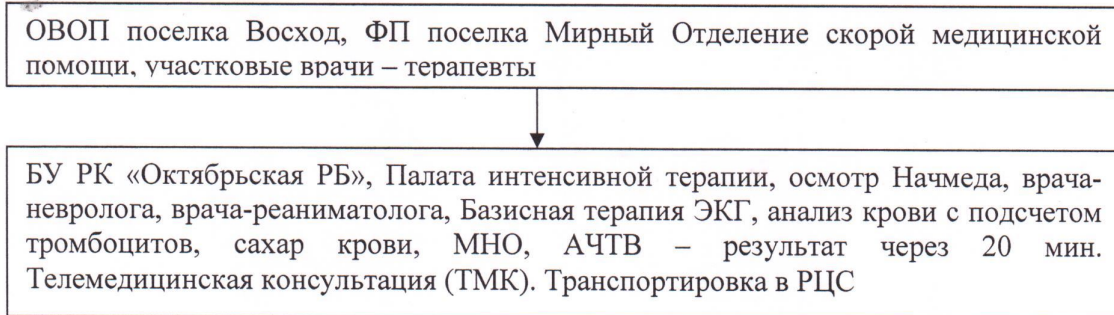 ОВОП поселка Восход, ФП поселка Мирный Отделение скорой медицинской
помощи, участковые врачи – терапевты
БУ РК «Октябрьская РБ», Палата интенсивной терапии, осмотр Начмеда, врача-
невролога, врача-реаниматолога, Базисная терапия ЭКГ, анализ крови с подсчетом
тромбоцитов, сахар крови, МНО, АЧТВ – результат через 20 мин.
Телемедицинская консультация (ТМК). Транспортировка в РЦС